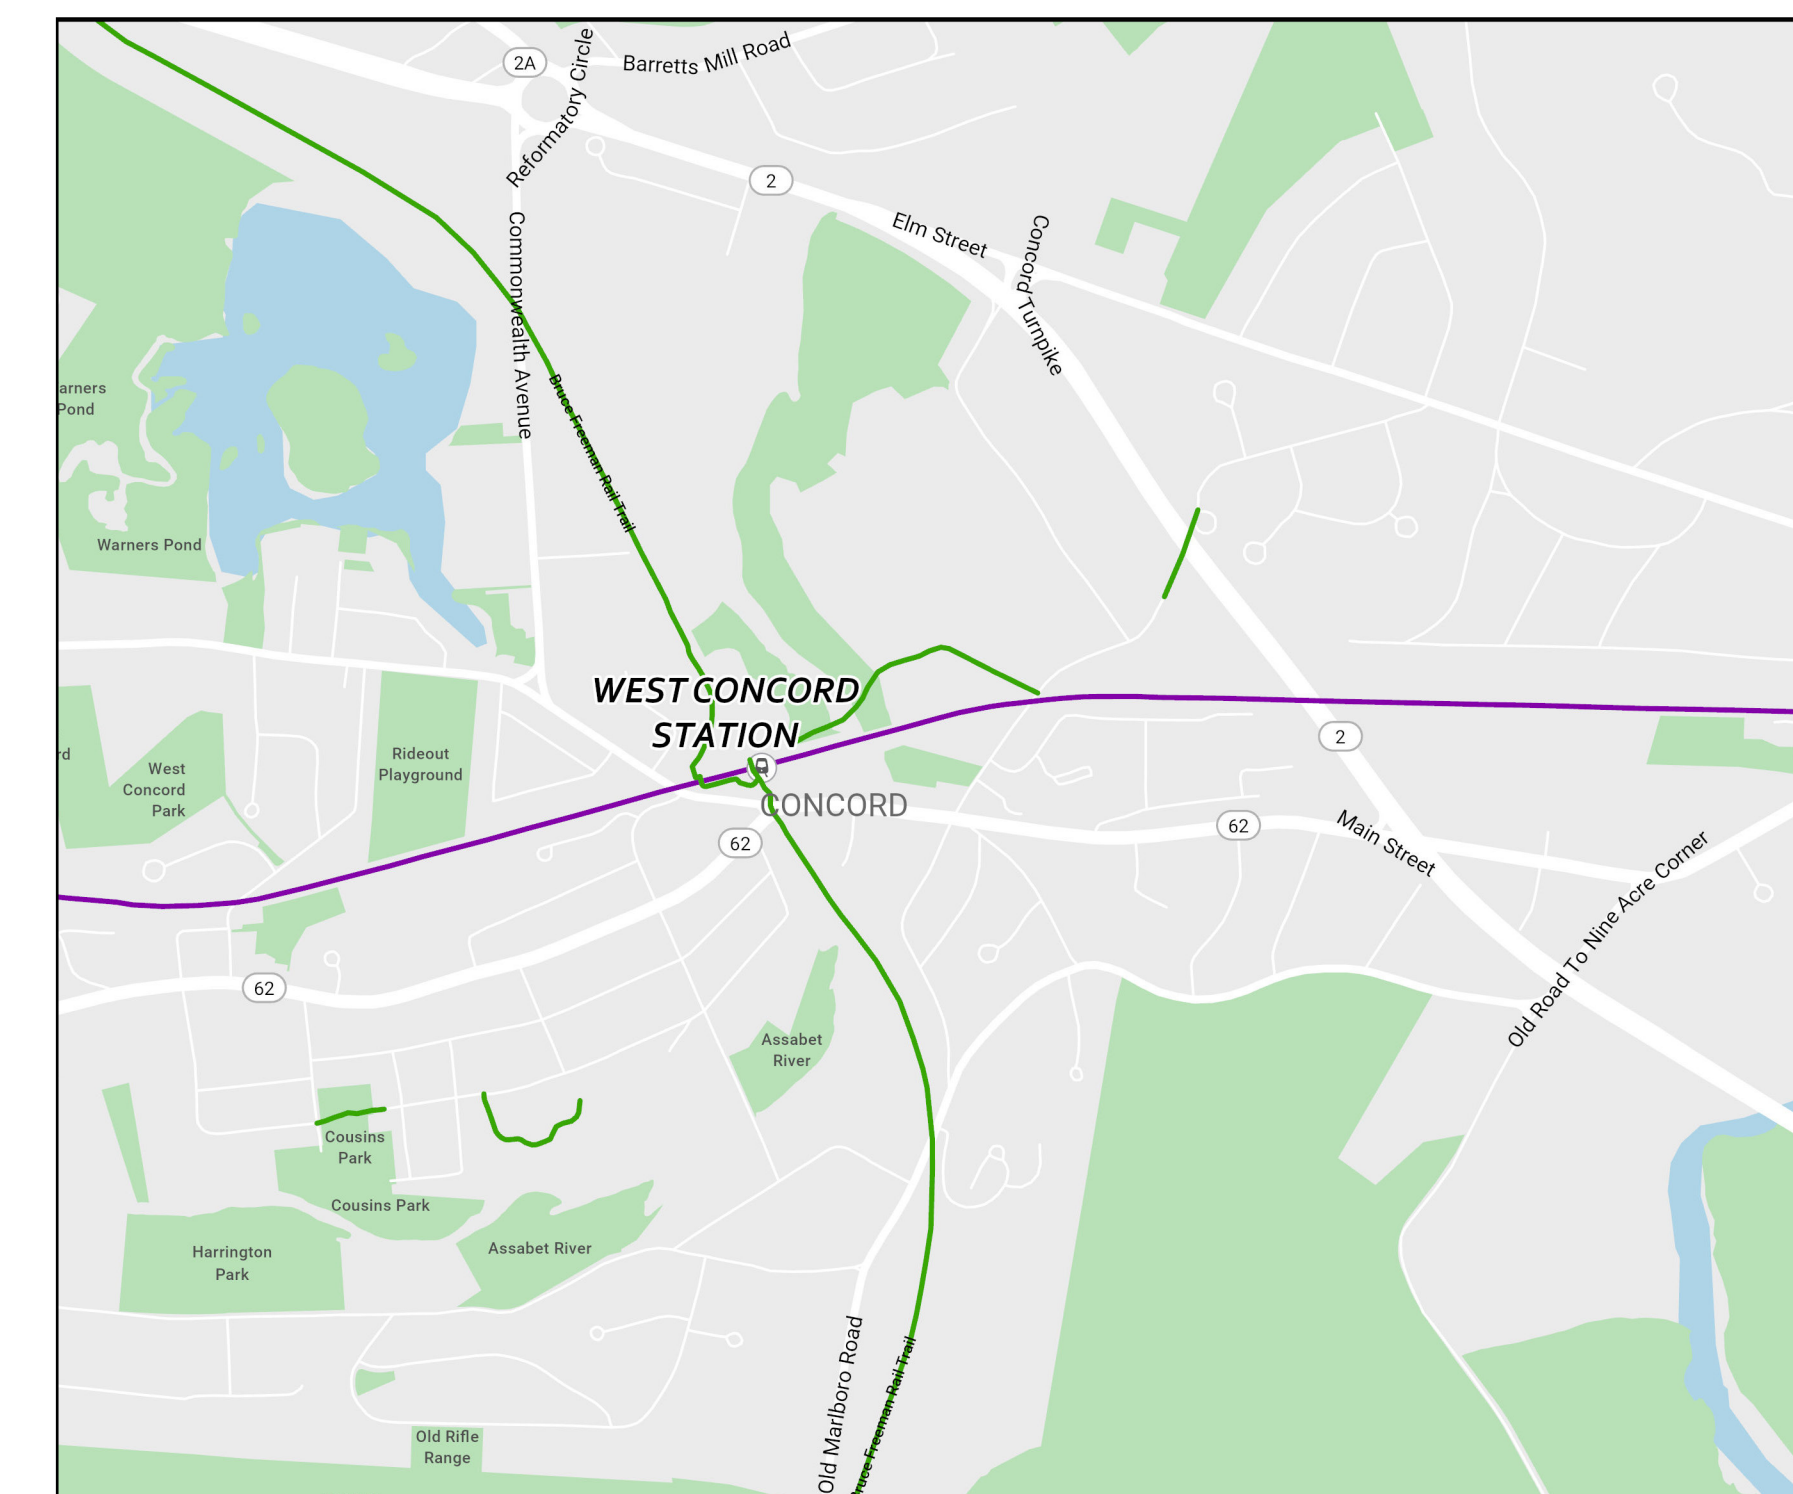 2A
Reformatory Circle
Barretts Mill Road
2
Elm Street
Concord Turnpike
Commonwealth Avenue
Bruce Freeman Rail Trail
arners
Pond
Warners Pond
WEST CONCORD
STATION
CONCORD
rd
West
Concord
Park
Rideout
Playground
2
62
62
Main Street
Old Road To Nine Acre Corner
62
Assabet
River
Cousins
Park
Cousins Park
Harrington
Park
Assabet River
Old Marlboro Road
Bruce Freeman Rail Trail
Old Rifle
Range